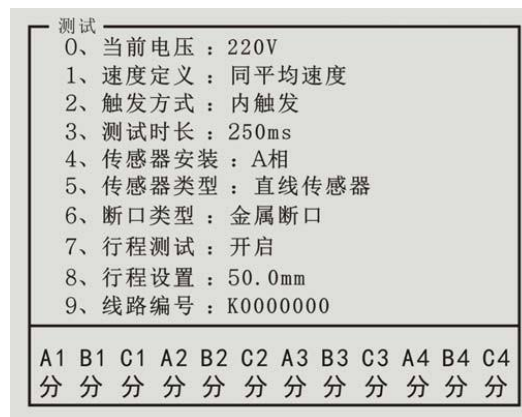 测试
0、当前电压：220V
1、速度定义：同平均速度
2、触发方式：内触发
3、测试时长：250ms
4、传感器安装：A相
5、传感器类型：直线传感器
6、断口类型：金属断口
7、行程测试：开启
8、行程设置：50.0mm
9、线路编号：K0000000
A1 B1 C1 A2 B2 C2 A3 B3 C3 A4 B4 C4
分 分 分 分 分 分 分 分 分 分 分 分